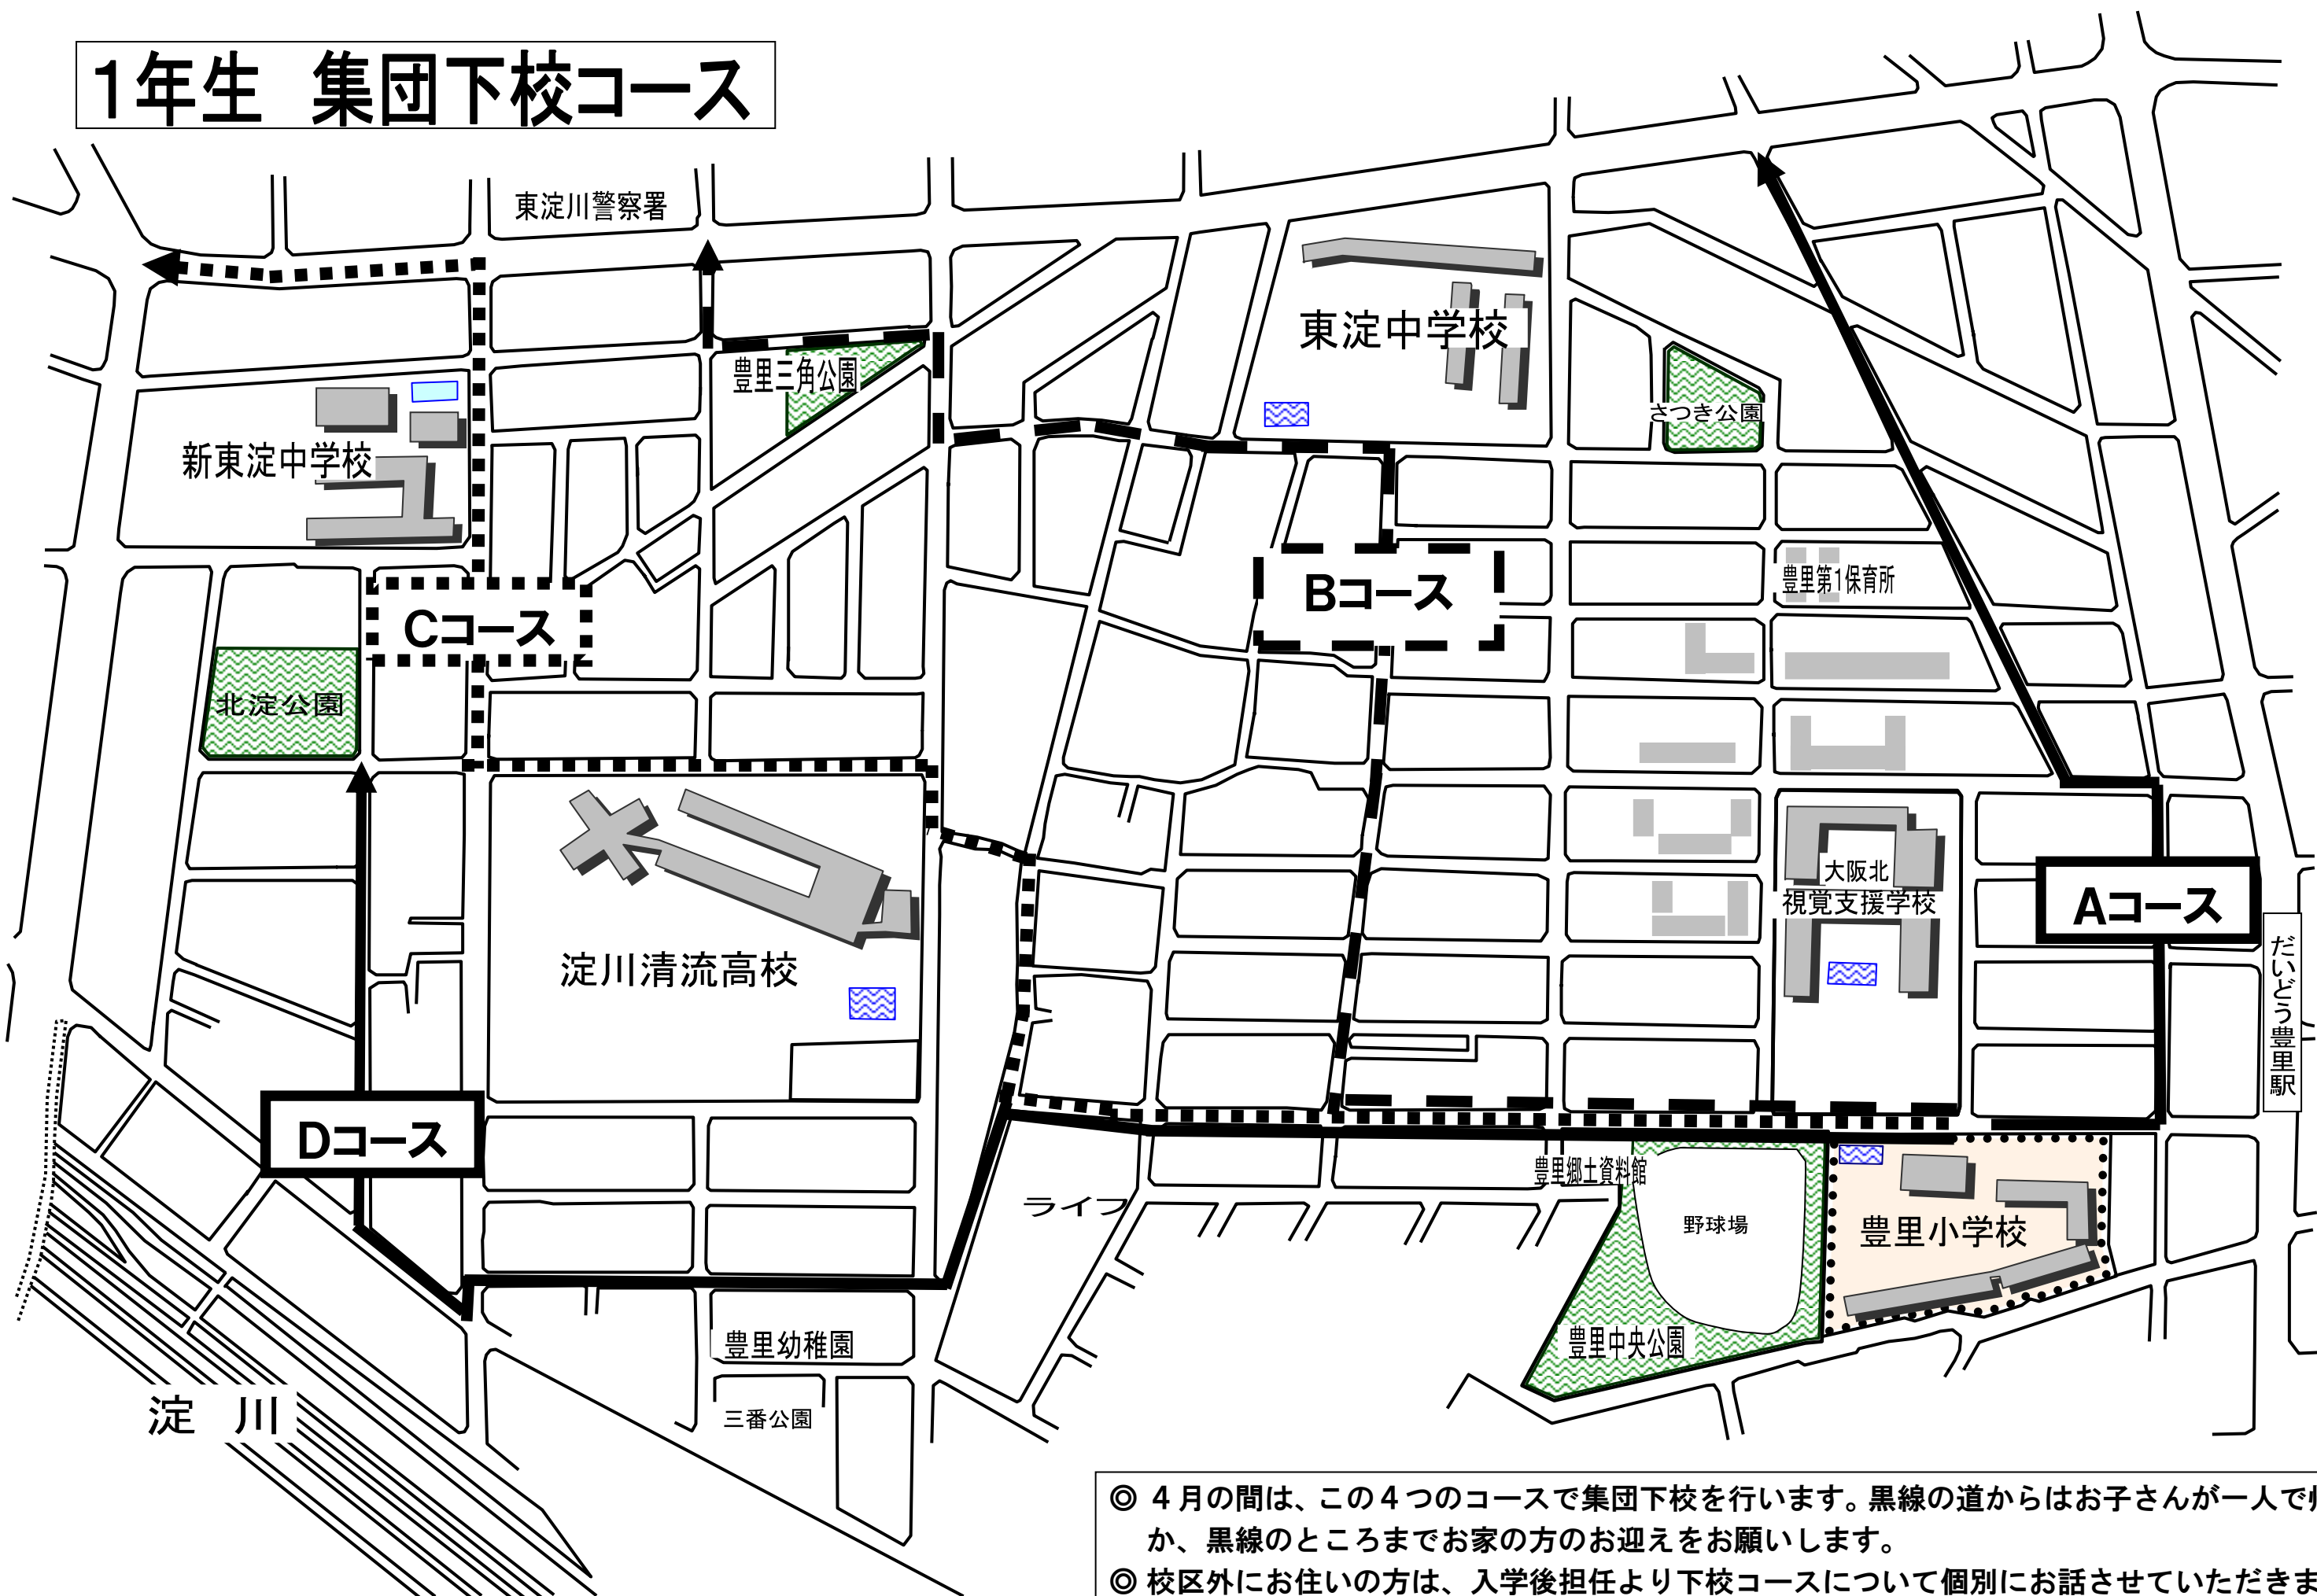 １年生　集団下校コース
東淀川警察署
東淀中学校
豊里三角公園
さつき公園
新東淀中学校
豊里第1保育所
Bコース
Cコース
北淀公園
大阪北
視覚支援学校
Aコース
淀川清流高校
だいどう豊里駅
Dコース
豊里郷土資料館
ライフ
野球場
豊里小学校
豊里幼稚園
豊里中央公園
三番公園
淀　川
◎ ４月の間は、この４つのコースで集団下校を行います。黒線の道からはお子さんが一人で
か、黒線のところまでお家の方のお迎えをお願いします。
◎ 校区外にお住いの方は、入学後担任より下校コースについて個別にお話させていただきま